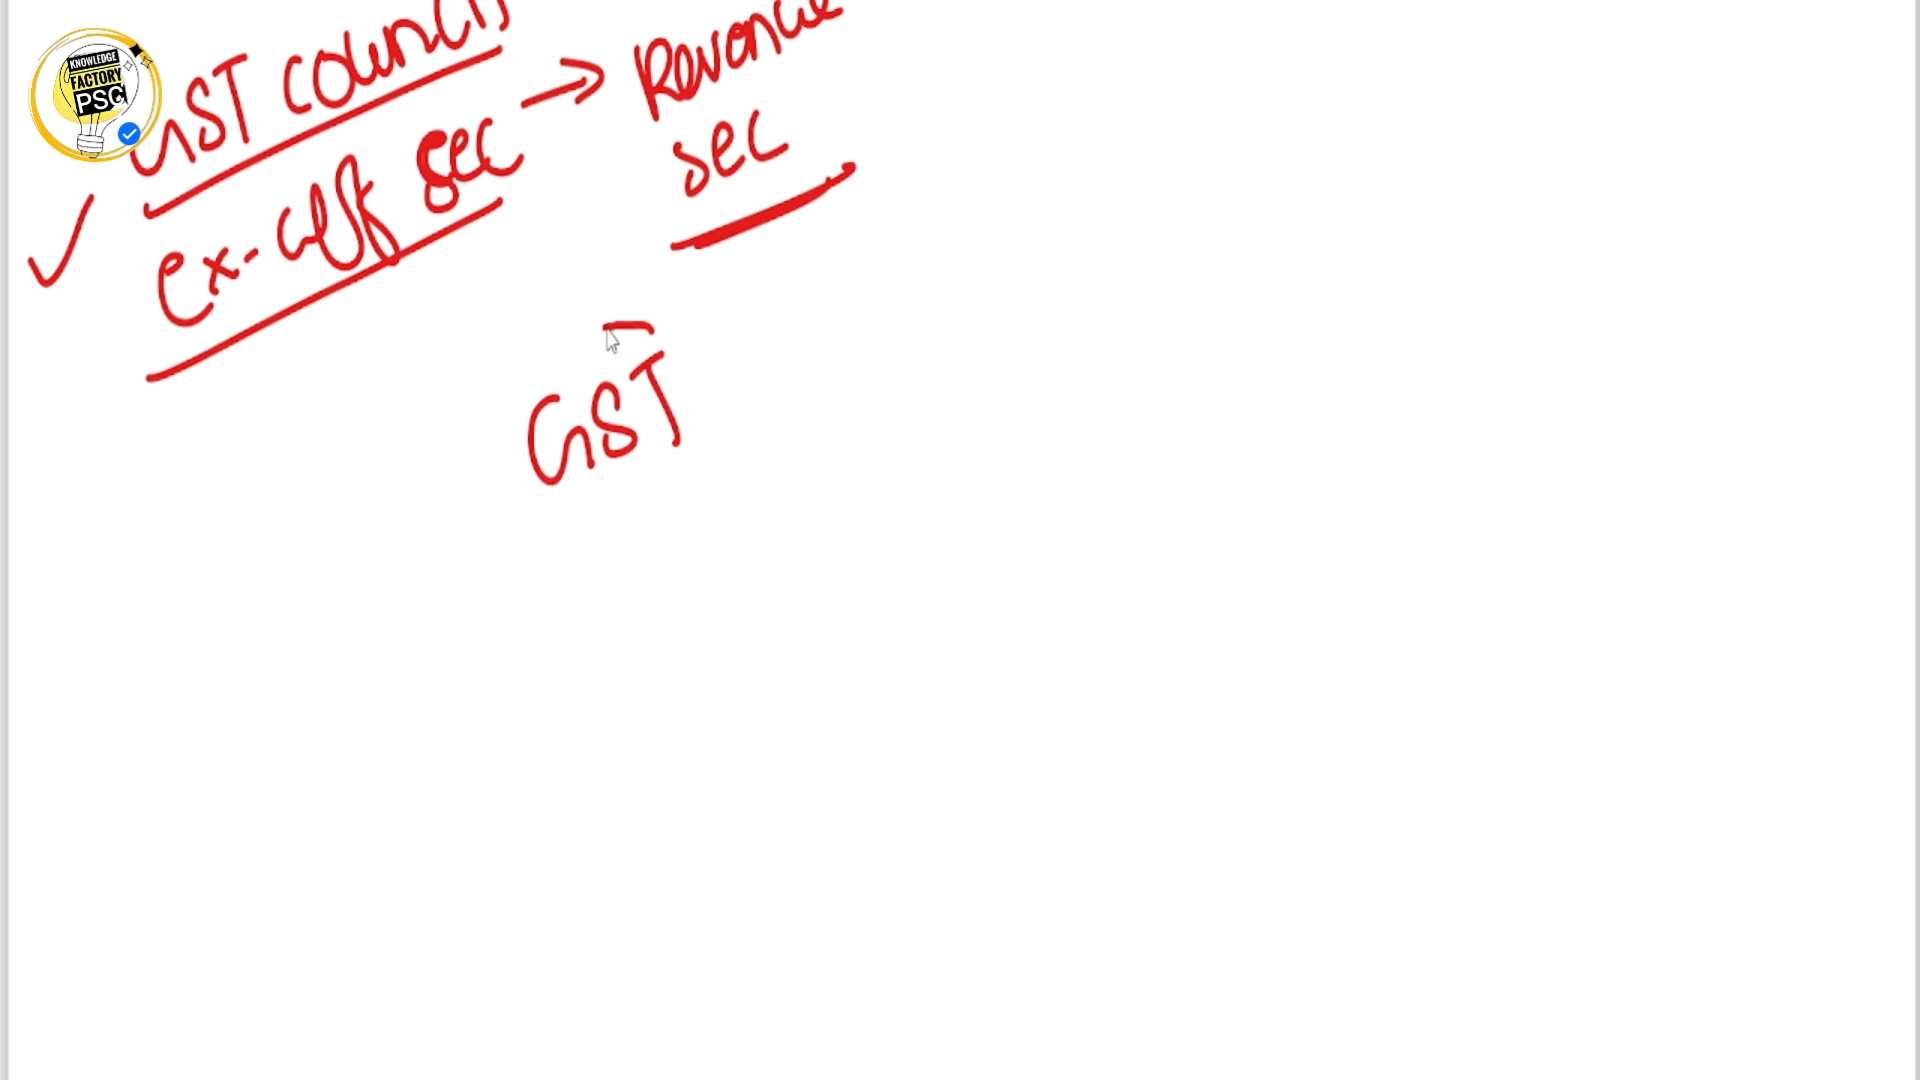 KNOWLEDGE
FACTORY
PSC
GST council
ex-off sec → Revenue
sec
GST